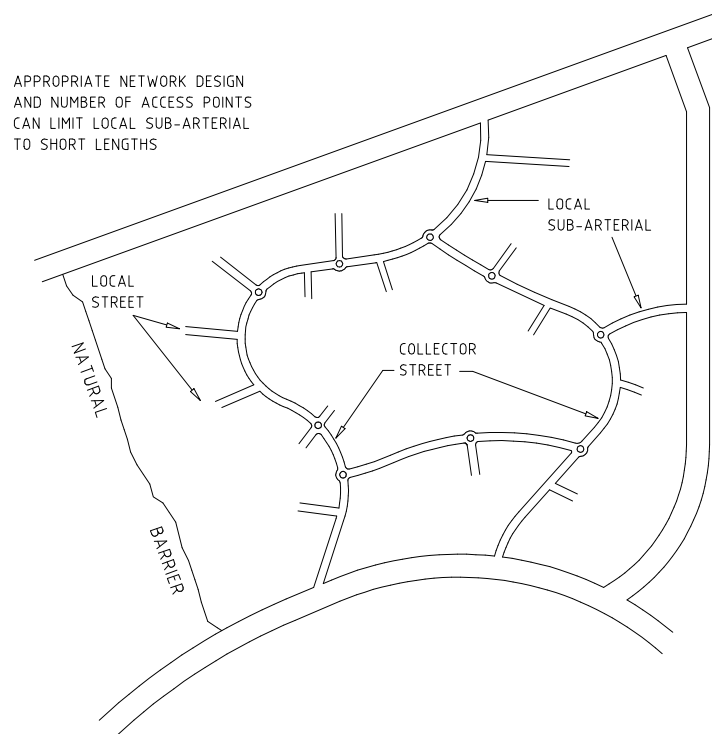 APPROPRIATE NETWORK DESIGN
AND NUMBER OF ACCESS POINTS
CAN LIMIT LOCAL SUB-ARTERIAL
TO SHORT LENGTHS
LOCAL
SUB-ARTERIAL
LOCAL
STREET
COLLECTOR
STREET
NATURAL
BARRIER